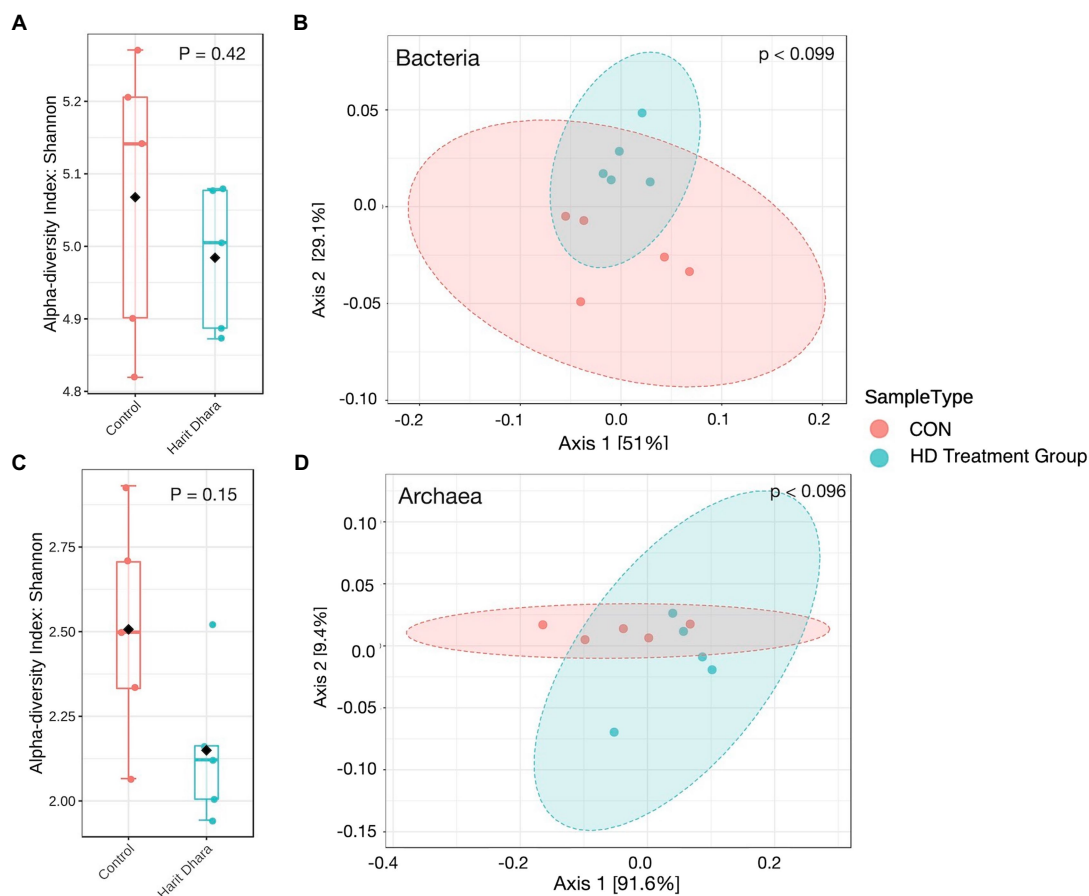 A
P = 0.42
Alpha-diversity Index: Shannon
5.2
5.1
5.0
4.9
4.8
Control
Harit Dhara
B
Bacteria
p < 0.099
Axis 2 [29.1%]
0.05
0.0
-0.05
-0.10
-0.2
-0.1
0.0
0.1
0.2
Axis 1 [51%]
SampleType
CON
HD Treatment Group
C
P = 0.15
Alpha-diversity Index: Shannon
2.75
2.50
2.25
2.00
Control
Harit Dhara
D
Archaea
p < 0.096
Axis 2 [9.4%]
0.10
0.05
0.0
-0.05
-0.10
-0.15
-0.4
-0.2
0.0
0.2
Axis 1 [91.6%]